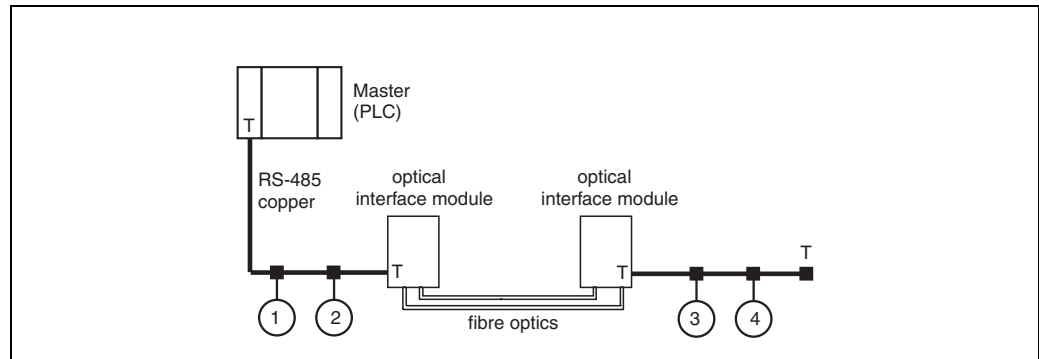 Master
(PLC)
T
RS-485
copper
optical
interface module
optical
interface module
T
T
T
1
2
3
4
fibre optics